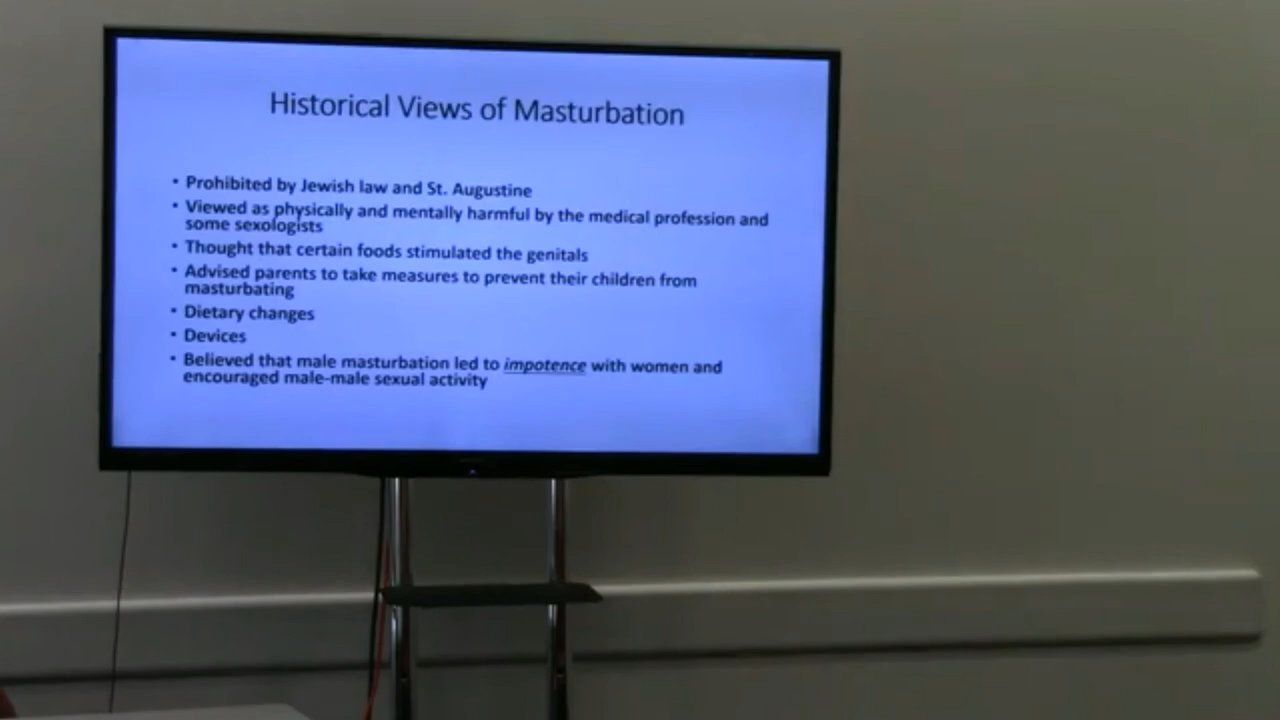 Historical Views of Masturbation
• Prohibited by Jewish law and St. Augustine
• Viewed as physically and mentally harmful by the medical profession and
some sexologists
• Thought that certain foods stimulated the genitals
• Advised parents to take measures to prevent their children from
masturbating
• Dietary changes
• Devices
• Believed that male masturbation led to impotence with women and
encouraged male-male sexual activity